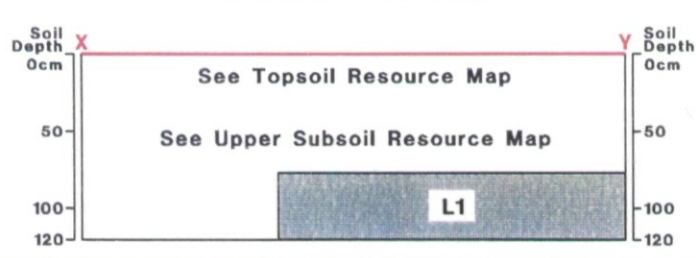 Soil Depth X Y Soil Depth
0cm 0cm
See Topsoil Resource Map
50 50
See Upper Subsoil Resource Map
L1
100 100
120 120